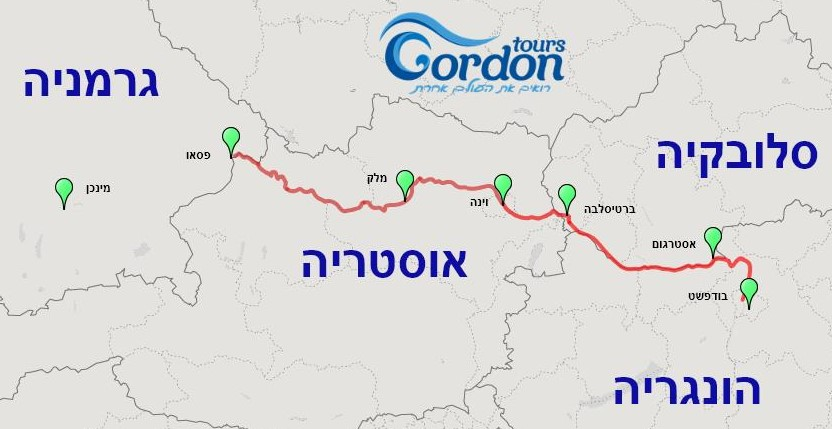 Gordon tours
רואים את העולם אחרת
גרמניה
סלובקיה
פסאו
מינכן
מלק
וינה
ברטיסלבה
אסטרגום
אוסטריה
בודפשט
הונגריה